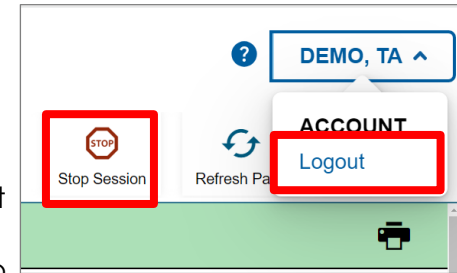 DEMO, TA
ACCOUNT
Logout
STOP
Stop Session
Refresh Pa
t